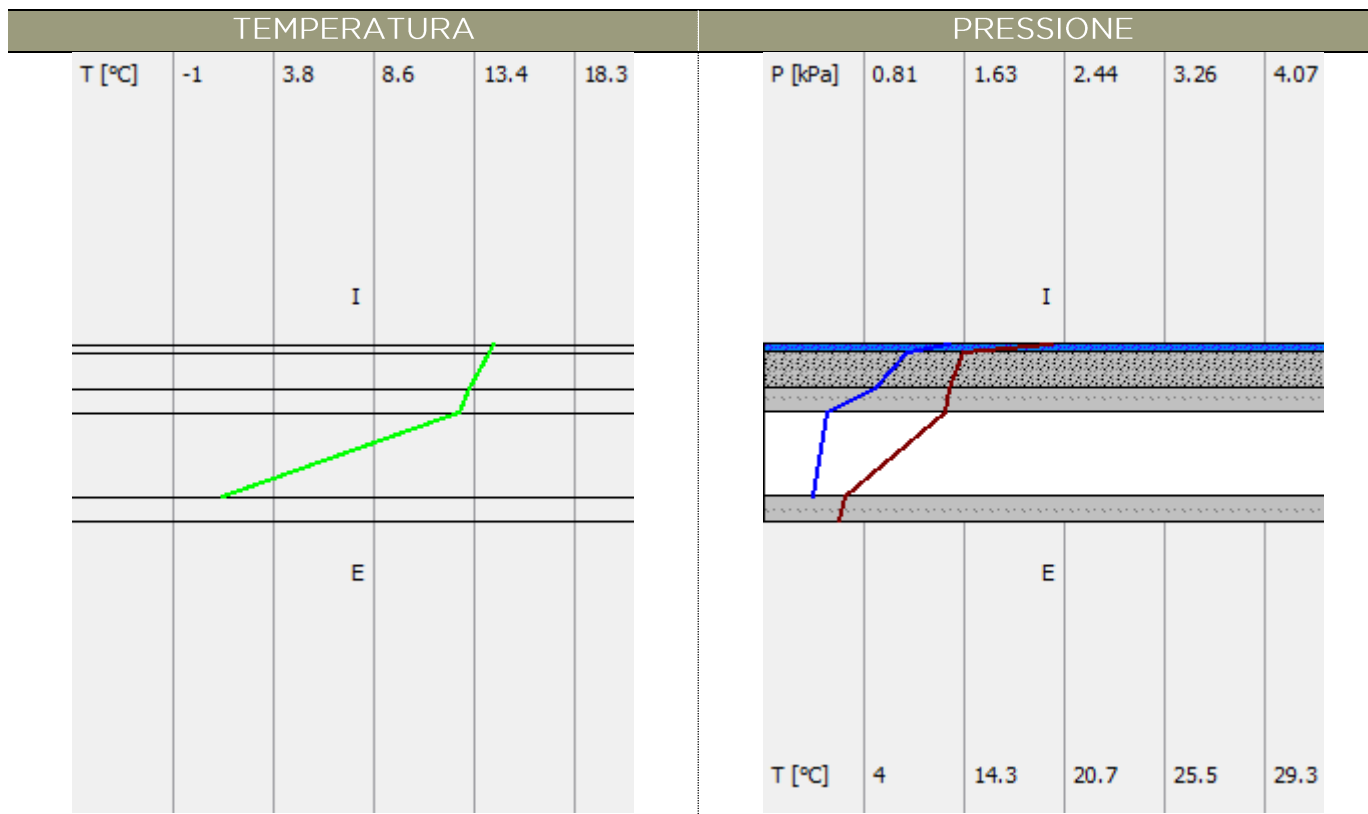 TEMPERATURA PRESSIONE
T [°C] -1 3.8 8.6 13.4 18.3 P [kPa] 0.81 1.63 2.44 3.26 4.07
I I
E E
T [°C] 4 14.3 20.7 25.5 29.3